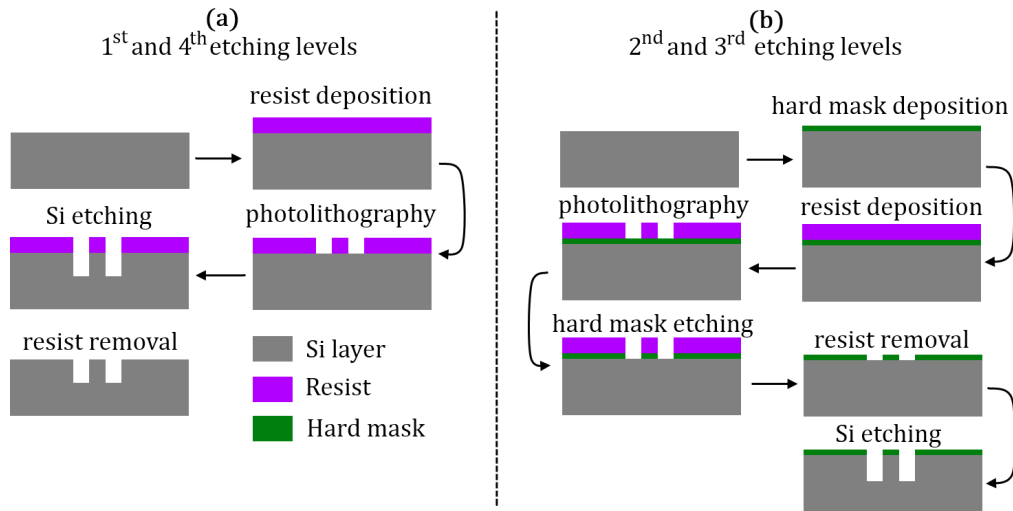 (a)
1st and 4th etching levels
resist deposition
Si etching
photolithography
resist removal
Si layer
Resist
Hard mask
(b)
2nd and 3rd etching levels
hard mask deposition
photolithography
resist deposition
hard mask etching
resist removal
Si etching